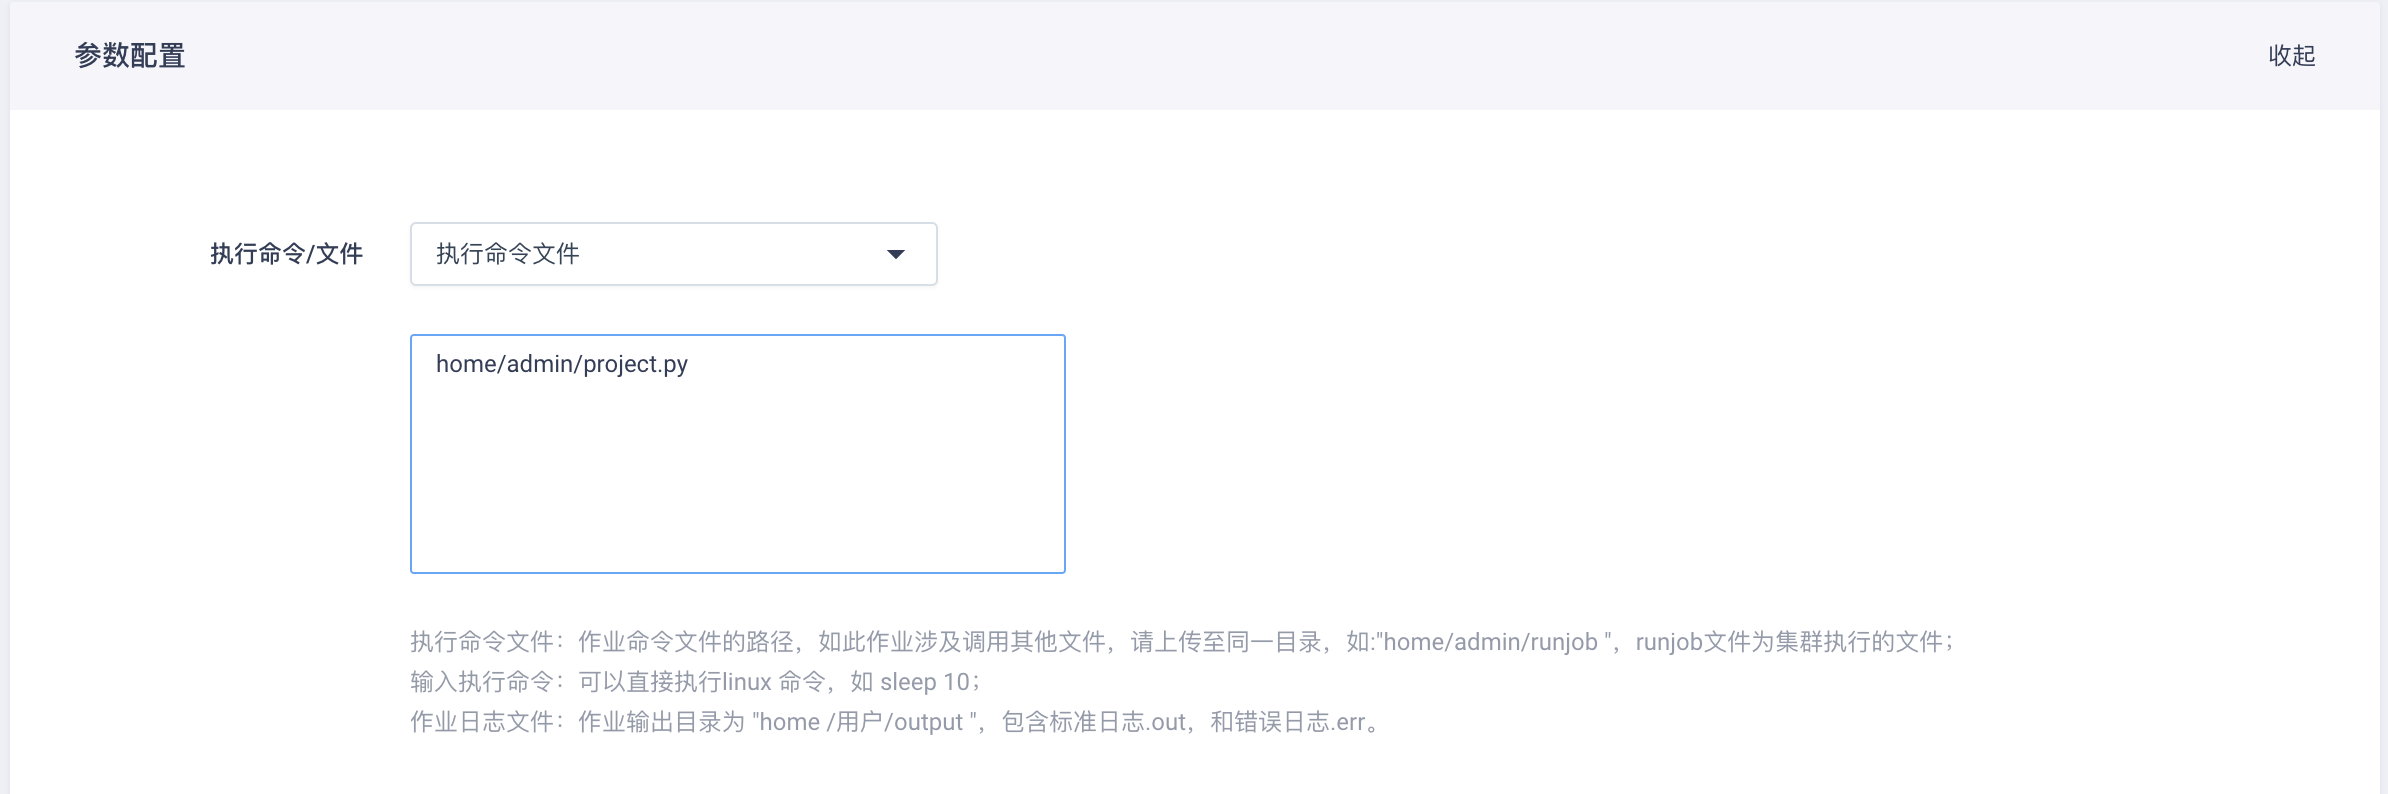 参数配置
收起
执行命令/文件
执行命令文件
home/admin/project.py
执行命令文件：作业命令文件的路径，如此作业涉及调用其他文件，请上传至同一目录，如:"home/admin/runjob "，runjob文件为集群执行的文件；
输入执行命令：可以直接执行linux 命令，如 sleep 10；
作业日志文件：作业输出目录为 "home /用户/output "，包含标准日志.out，和错误日志.err。